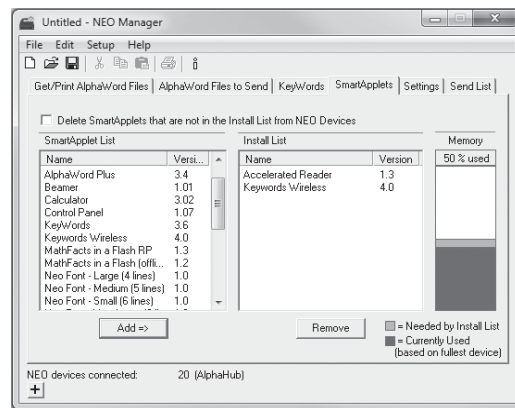 Untitled - NEO Manager
File Edit Setup Help
Get/Print AlphaWord Files AlphaWord Files to Send KeyWords SmartApplets Settings Send List
Delete SmartApplets that are not in the Install List from NEO Devices
SmartApplet List
Name Versi...
AlphaWord Plus 3.4
Beamer 1.01
Calculator 3.02
Control Panel 1.07
KeyWords 3.6
Keywords Wireless 4.0
MathFacts in a Flash RP 1.3
MathFacts in a Flash (offli... 1.2
Neo Font - Large (4 lines) 1.0
Neo Font - Medium (5 lines) 1.0
Neo Font - Small (6 lines) 1.0
Add =>
Install List
Name Version
Accelerated Reader 1.3
Keywords Wireless 4.0
Remove
Memory
50 % used
= Needed by Install List
= Currently Used
(based on fullest device)
NEO devices connected: 20 (AlphaHub)